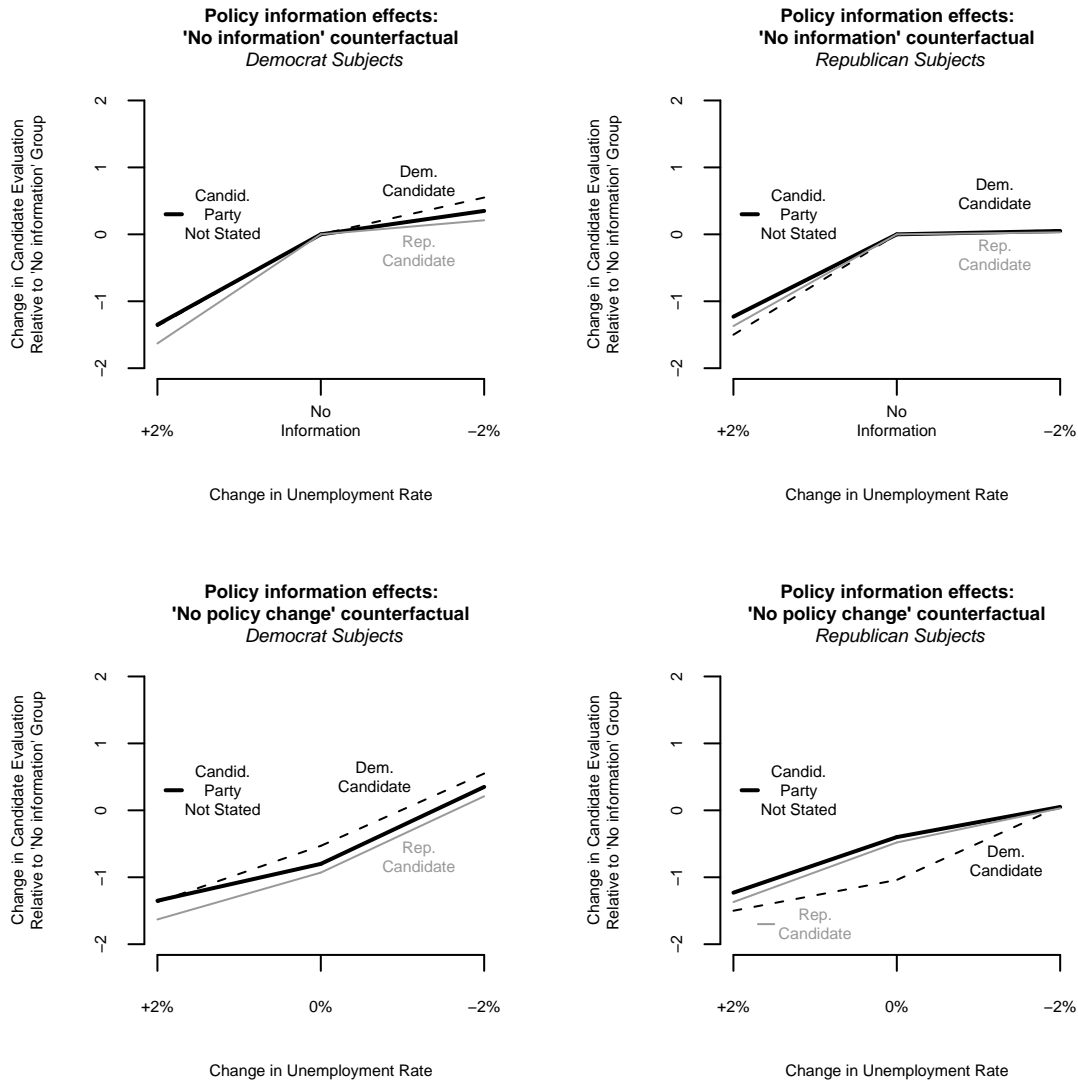 Policy information effects:
'No information' counterfactual
Democrat Subjects
Change in Candidate Evaluation
Relative to 'No information' Group
2
1
0
−1
−2
Candid.
Party
Not Stated
Dem.
Candidate
Rep.
Candidate
+2%
No
Information
−2%
Change in Unemployment Rate
Policy information effects:
'No information' counterfactual
Republican Subjects
Change in Candidate Evaluation
Relative to 'No information' Group
2
1
0
−1
−2
Candid.
Party
Not Stated
Dem.
Candidate
Rep.
Candidate
+2%
No
Information
−2%
Change in Unemployment Rate
Policy information effects:
'No policy change' counterfactual
Democrat Subjects
Change in Candidate Evaluation
Relative to 'No information' Group
2
1
0
−1
−2
Candid.
Party
Not Stated
Dem.
Candidate
Rep.
Candidate
+2%
0%
−2%
Change in Unemployment Rate
Policy information effects:
'No policy change' counterfactual
Republican Subjects
Change in Candidate Evaluation
Relative to 'No information' Group
2
1
0
−1
−2
Candid.
Party
Not Stated
Dem.
Candidate
Rep.
Candidate
+2%
0%
−2%
Change in Unemployment Rate